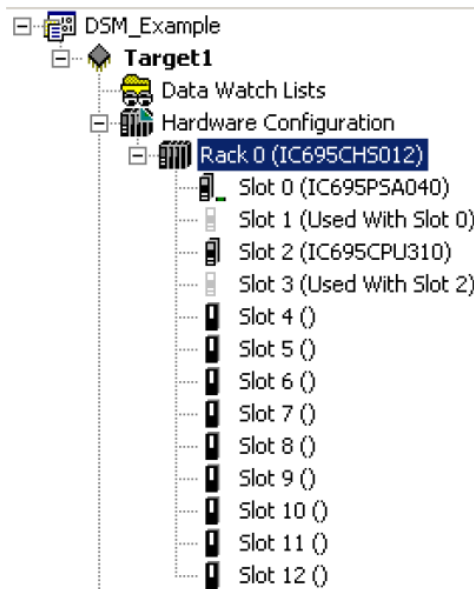 DSM_Example
Target1
Data Watch Lists
Hardware Configuration
Rack 0 (IC695CHS012)
Slot 0 (IC695PSA040)
Slot 1 (Used With Slot 0)
Slot 2 (IC695CPU310)
Slot 3 (Used With Slot 2)
Slot 4 ()
Slot 5 ()
Slot 6 ()
Slot 7 ()
Slot 8 ()
Slot 9 ()
Slot 10 ()
Slot 11 ()
Slot 12 ()